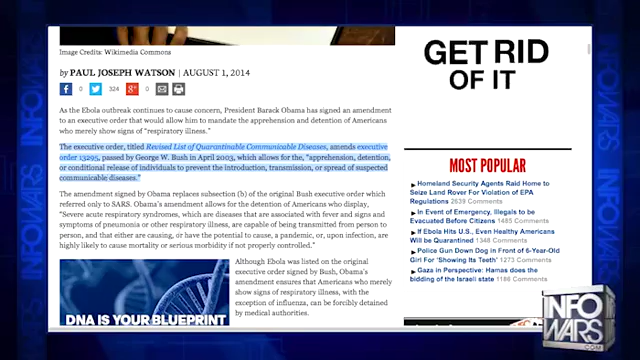 Image Credits: Wikimedia Commons
by PAUL JOSEPH WATSON | AUGUST 1, 2014
0
324
0
As the Ebola outbreak continues to cause concern, President Barack Obama has signed an amendment
to an executive order that would allow him to mandate the apprehension and detention of Americans
who merely show signs of “respiratory illness.”
The executive order, titled Revised List of Quarantinable Communicable Diseases, amends executive
order 13295, passed by George W. Bush in April 2003, which allows for the, “apprehension, detention,
or conditional release of individuals to prevent the introduction, transmission, or spread of suspected
communicable diseases.”
The amendment signed by Obama replaces subsection (b) of the original Bush executive order which
referred only to SARS. Obama’s amendment allows for the detention of Americans who display,
“Severe acute respiratory syndromes, which are diseases that are associated with fever and signs and
symptoms of pneumonia or other respiratory illness, are capable of being transmitted from person to
person, and that either are causing, or have the potential to cause, a pandemic, or, upon infection, are
highly likely to cause mortality or serious morbidity if not properly controlled.”
DNA IS YOUR BLUEPRINT
Although Ebola was listed on the original
executive order signed by Bush, Obama’s
amendment ensures that Americans who merely
show signs of respiratory illness, with the
exception of influenza, can be forcibly detained
by medical authorities.
GET RID
OF IT
MOST POPULAR
Homeland Security Agents Raid Home to
Seize Land Rover For Violation of EPA
Regulations 2639 Comments
In Event of Emergency, Illegals to be
Evacuated Before Citizens 1485 Comments
If Ebola Hits U.S., Even Healthy Americans
Will be Quarantined 1348 Comments
Police Gun Down Dog in Front of 6-Year-Old
Girl For ‘Showing Its Teeth’ 1273 Comments
Gaza in Perspective: Hamas does the
bidding of the Israeli state 1186 Comments
INFO
WARS
.COM
INFOWARS